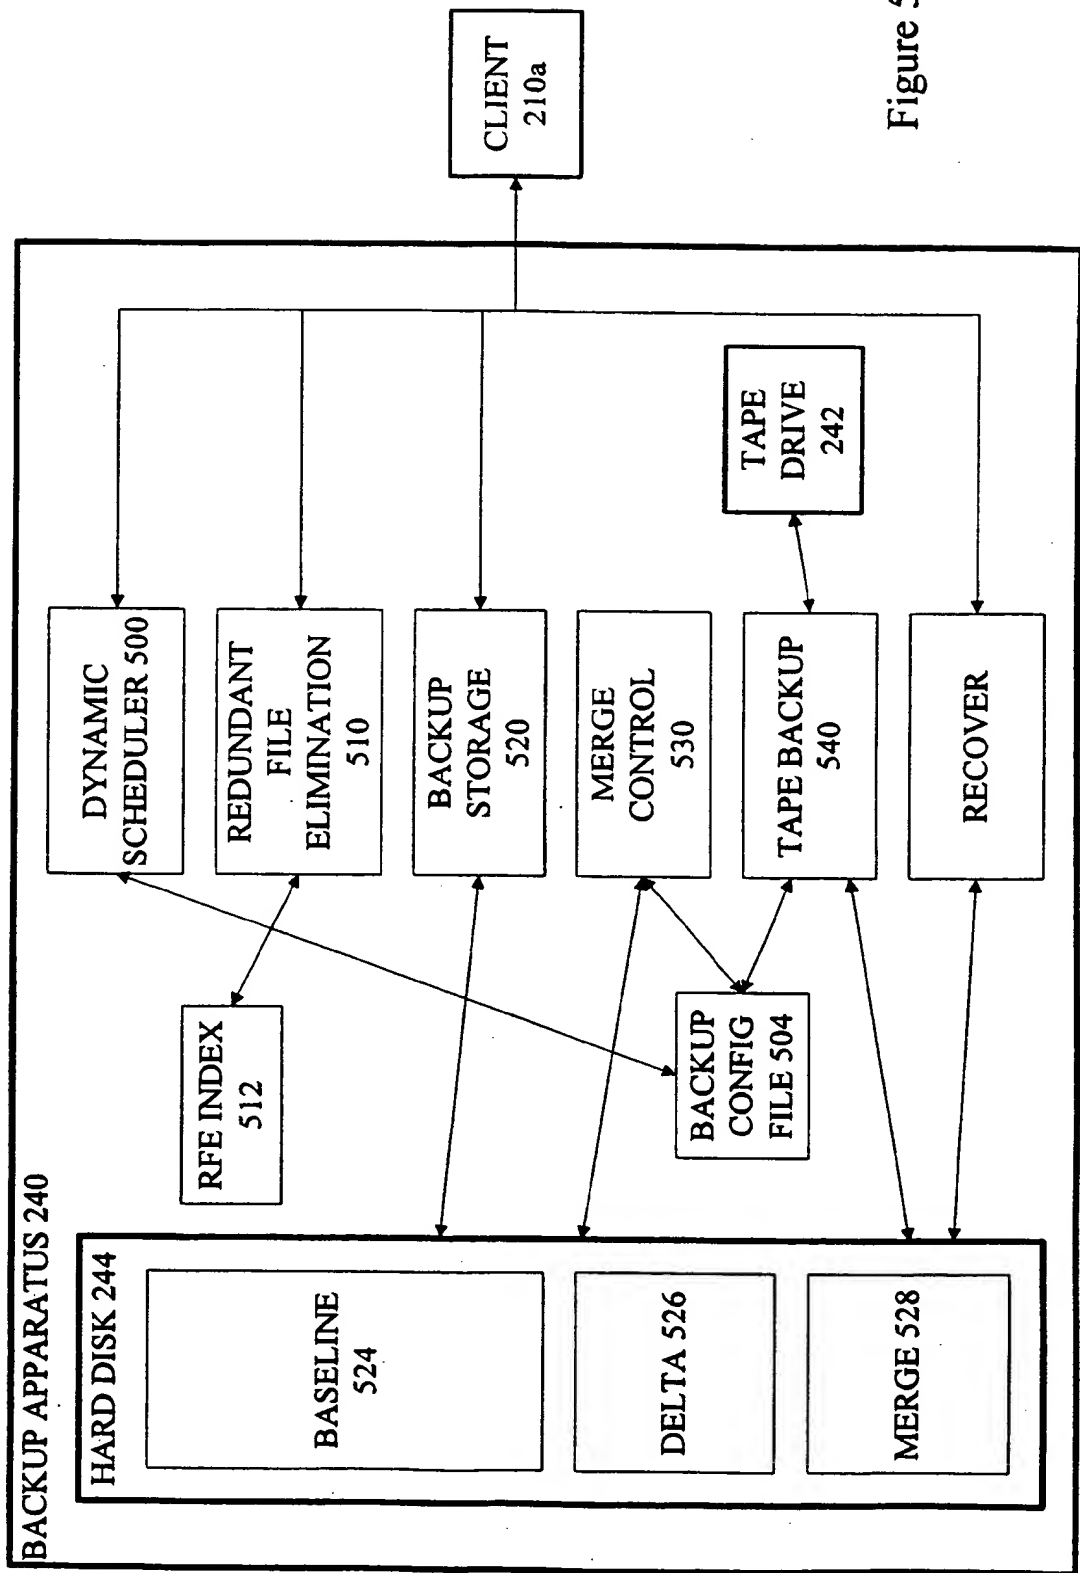 BACKUP APPARATUS 240
HARD DISK 244
BASELINE
524
DELTA 526
MERGE 528
RFE INDEX
512
BACKUP
CONFIG
FILE 504
DYNAMIC
SCHEDULER 500
REDUNDANT
FILE
ELIMINATION
510
BACKUP
STORAGE
520
MERGE
CONTROL
530
TAPE BACKUP
540
RECOVER
TAPE
DRIVE
242
CLIENT
210a
Figure 5